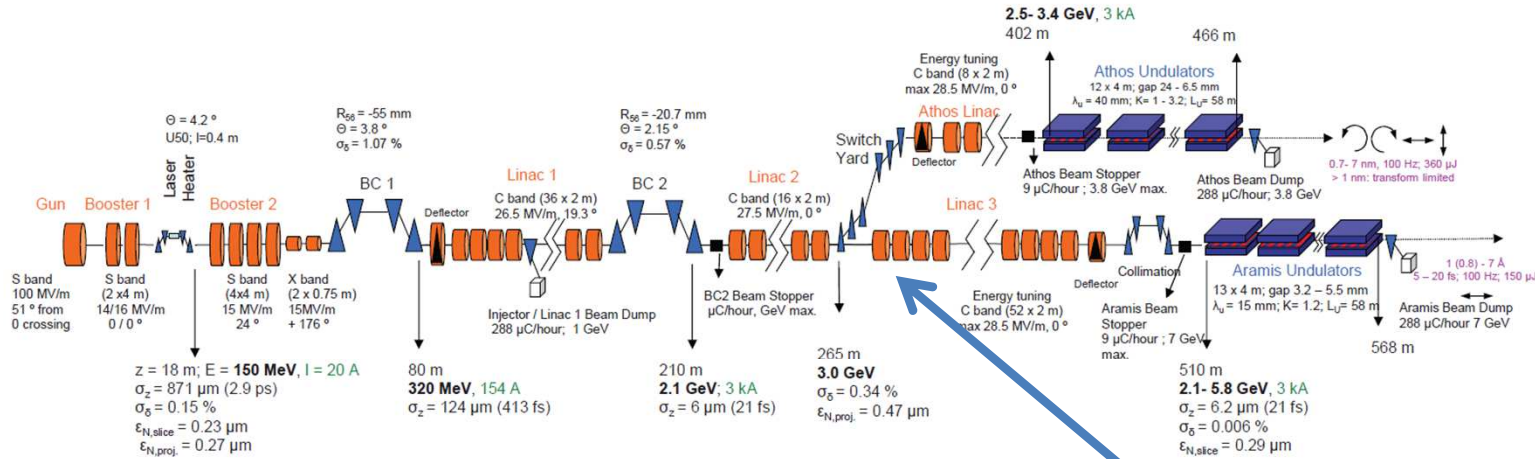 2.5- 3.4 GeV, 3 kA
402 m
466 m
Energy tuning
C band (8 x 2 m)
max 28.5 MV/m, 0 º
Athos Undulators
12 x 4 m; gap 24 - 6.5 mm
λu = 40 mm; K= 1 - 3.2; LU= 58 m
Θ = 4.2 º
U50; l=0.4 m
R56 = -55 mm
Θ = 3.8 º
σδ = 1.07 %
R56 = -20.7 mm
Θ = 2.15 º
σδ = 0.57 %
Athos Linac
Switch
Yard
Deflector
0.7- 7 nm, 100 Hz; 360 µJ
> 1 nm: transform limited
Laser
Heater
Athos Beam Stopper
9 µC/hour ; 3.8 GeV max.
Athos Beam Dump
288 µC/hour; 3.8 GeV
Gun
Booster 1
Booster 2
BC 1
Deflector
Linac 1
C band (36 x 2 m)
26.5 MV/m, 19.3 º
BC 2
Linac 2
C band (16 x 2 m)
27.5 MV/m, 0º
Linac 3
S band
100 MV/m
51 º from
0 crossing
S band
(2 x4 m)
14/16 MV/m
0 / 0 º
S band
(4x4 m)
15 MV/m
24 º
X band
(2 x 0.75 m)
15MV/m
+ 176 º
Injector / Linac 1 Beam Dump
288 µC/hour; 1 GeV
BC2 Beam Stopper
µC/hour, GeV max.
Energy tuning
C band (52 x 2 m)
max 28.5 MV/m, 0 º
Deflector
Collimation
Aramis Beam
Stopper
9 µC/hour ; 7 GeV
max.
Aramis Undulators
13 x 4 m; gap 3.2 – 5.5 mm
λu = 15 mm; K= 1.2; LU= 58 m
1 (0.8) - 7 Å
5 – 20 fs; 100 Hz; 150 µJ
Aramis Beam Dump
288 µC/hour 7 GeV
568 m
z = 18 m; E = 150 MeV, I = 20 A
σz = 871 µm (2.9 ps)
σδ = 0.15 %
εN,slice = 0.23 µm
εN,proj. = 0.27 µm
80 m
320 MeV, 154 A
σz = 124 µm (413 fs)
210 m
2.1 GeV; 3 kA
σz = 6 µm (21 fs)
265 m
3.0 GeV
σδ = 0.34 %
εN,proj. = 0.47 µm
510 m
2.1- 5.8 GeV, 3 kA
σz = 6.2 µm (21 fs)
σδ = 0.006 %
εN,slice = 0.29 µm